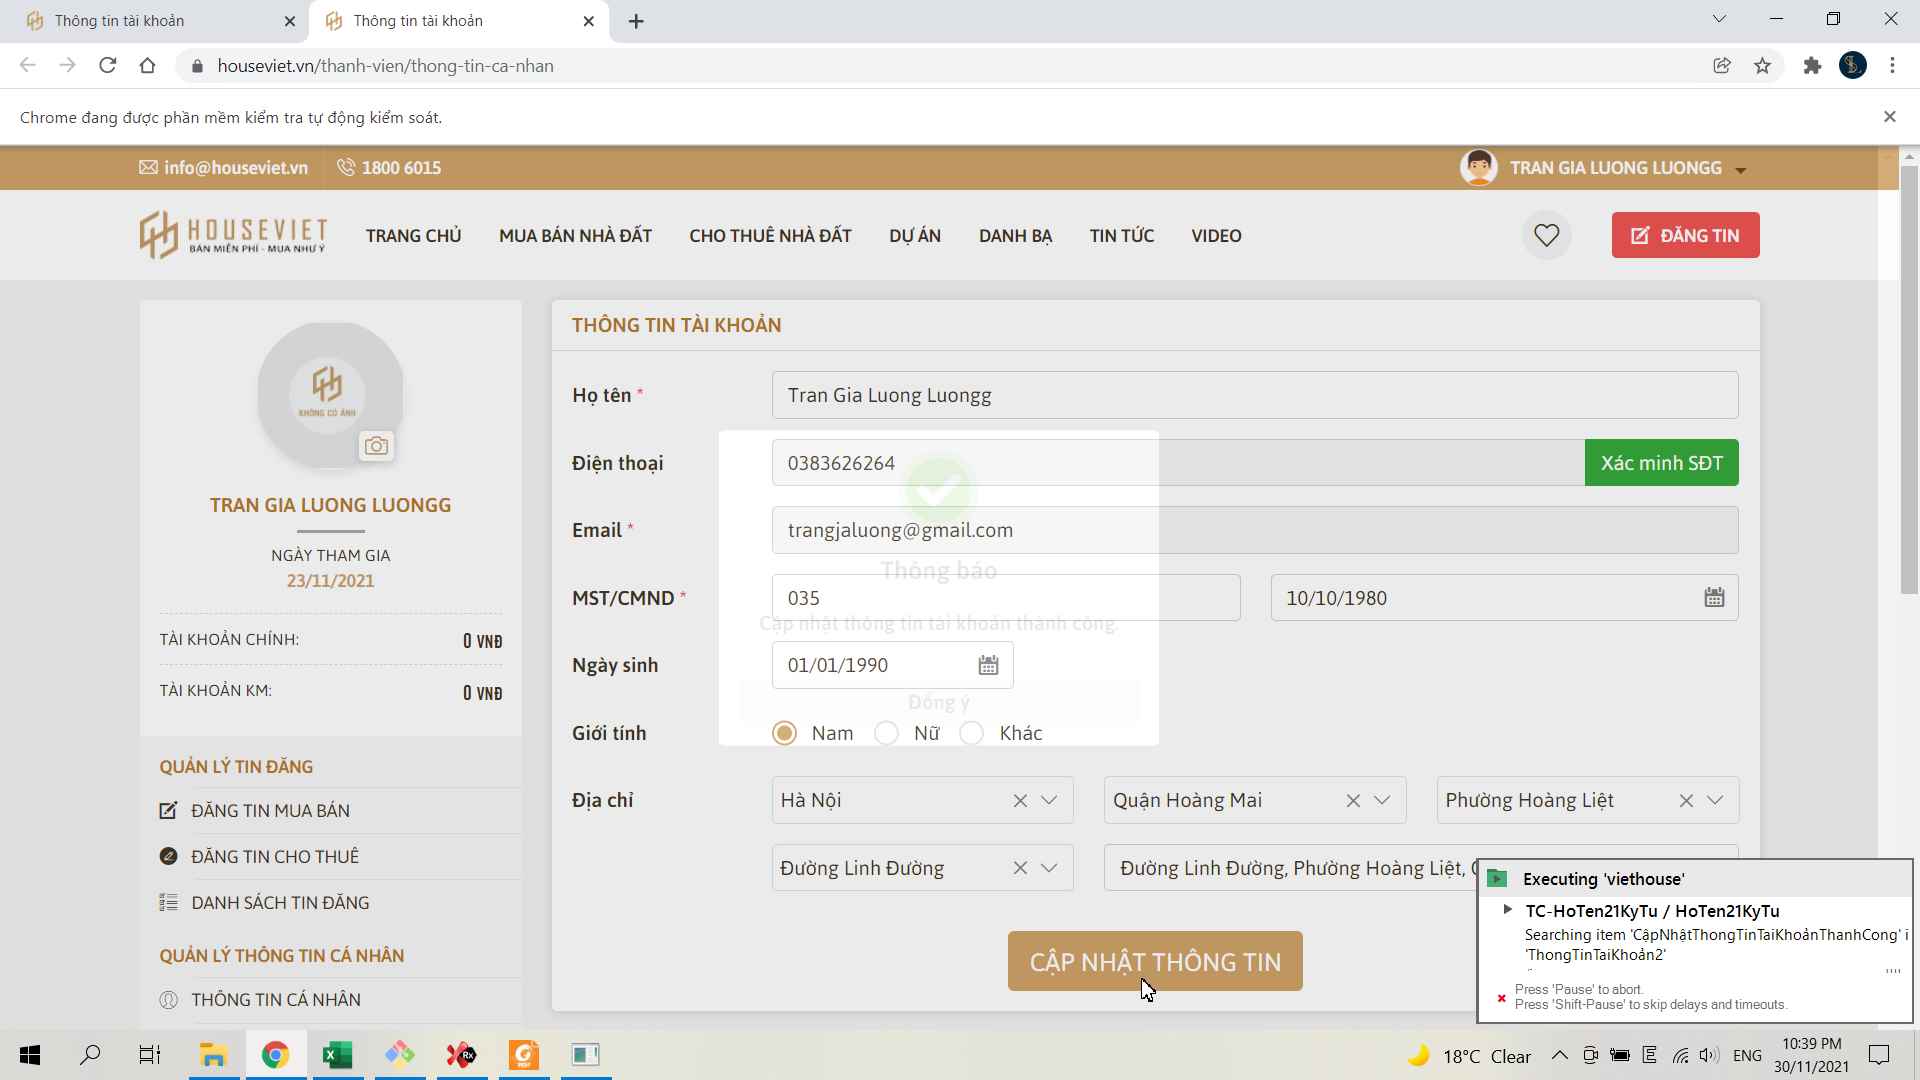 Thông tin tài khoản
Thông tin tài khoản
houseviet.vn/thanh-vien/thong-tin-ca-nhan
Chrome đang được phần mềm kiểm tra tự động kiểm soát.
info@houseviet.vn
1800 6015
TRAN GIA LUONG LUONGG
HOUSEVIET
BÁN MIỄN PHÍ - MUA NHƯ Ý
TRANG CHỦ
MUA BÁN NHÀ ĐẤT
CHO THUÊ NHÀ ĐẤT
DỰ ÁN
DANH BẠ
TIN TỨC
VIDEO
ĐĂNG TIN
KHÔNG CÓ ẢNH
TRAN GIA LUONG LUONGG
NGÀY THAM GIA
23/11/2021
TÀI KHOẢN CHÍNH:
0 VNĐ
TÀI KHOẢN KM:
0 VNĐ
QUẢN LÝ TIN ĐĂNG
ĐĂNG TIN MUA BÁN
ĐĂNG TIN CHO THUÊ
DANH SÁCH TIN ĐĂNG
QUẢN LÝ THÔNG TIN CÁ NHÂN
THÔNG TIN CÁ NHÂN
THÔNG TIN TÀI KHOẢN
Họ tên *
Tran Gia Luong Luongg
Điện thoại
0383626264
Xác minh SĐT
Email *
trangjaluong@gmail.com
Thông báo
MST/CMND *
035
10/10/1980
Cập nhật thông tin tài khoản thành công.
Ngày sinh
01/01/1990
Đồng ý
Giới tính
Nam
Nữ
Khác
Địa chỉ
Hà Nội
Quận Hoàng Mai
Phường Hoàng Liệt
Đường Linh Đường
Đường Linh Đường, Phường Hoàng Liệt,
CẬP NHẬT THÔNG TIN
Executing 'viethouse'
TC-HoTen21KyTu / HoTen21KyTu
Searching item 'CậpNhậtThongTinTaiKhoảnThanhCong' i
'ThongTinTaiKhoản2'
Press 'Pause' to abort.
Press 'Shift-Pause' to skip delays and timeouts.
18°C Clear
ENG
10:39 PM
30/11/2021